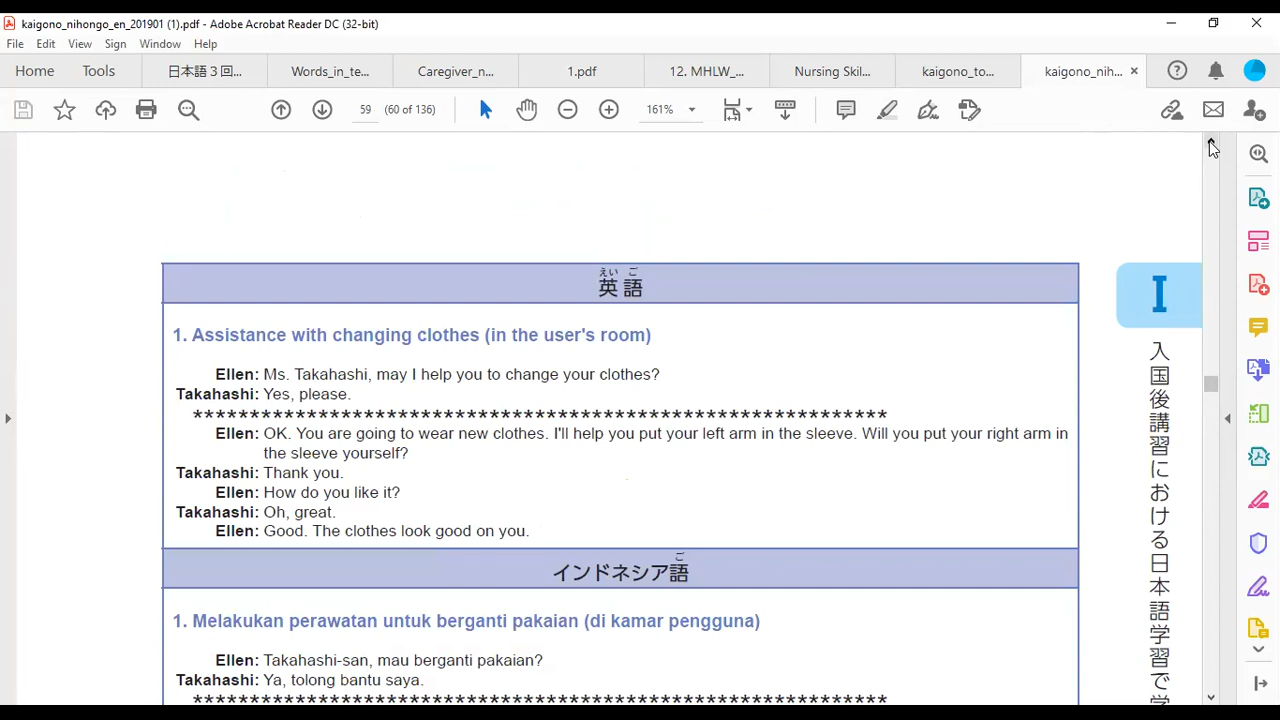 kaigono_nihongo_en_201901 (1).pdf - Adobe Acrobat Reader DC (32-bit)
File Edit View Sign Window Help
Home Tools 日本語３回... Words_in_te... Caregiver_n... 1.pdf 12. MHLW_... Nursing Skil... kaigono_to... kaigono_nih...
59 (60 of 136) 161%
えい ご
英語
1. Assistance with changing clothes (in the user's room)
Ellen: Ms. Takahashi, may I help you to change your clothes?
Takahashi: Yes, please.
*************************************************************
Ellen: OK. You are going to wear new clothes. I'll help you put your left arm in the sleeve. Will you put your right arm in
the sleeve yourself?
Takahashi: Thank you.
Ellen: How do you like it?
Takahashi: Oh, great.
Ellen: Good. The clothes look good on you.
ご
インドネシア語
1. Melakukan perawatan untuk berganti pakaian (di kamar pengguna)
Ellen: Takahashi-san, mau berganti pakaian?
Takahashi: Ya, tolong bantu saya.
*************************************************************
I
入国後講習における日本語学習で学